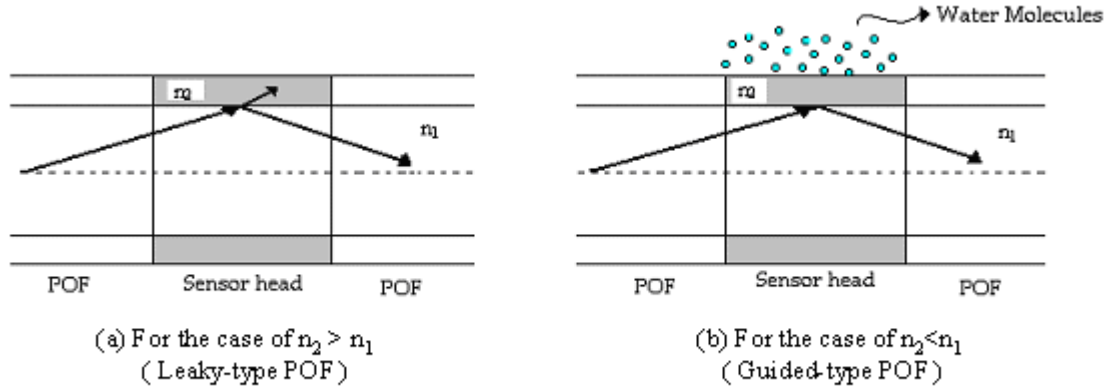 Water Molecules
n₂
n₁
POF
Sensor head
POF
n₂
n₁
POF
Sensor head
POF
(a) For the case of n₂ > n₁
( Leaky-type POF)
(b) For the case of n₂<n₁
( Guided-type POF)